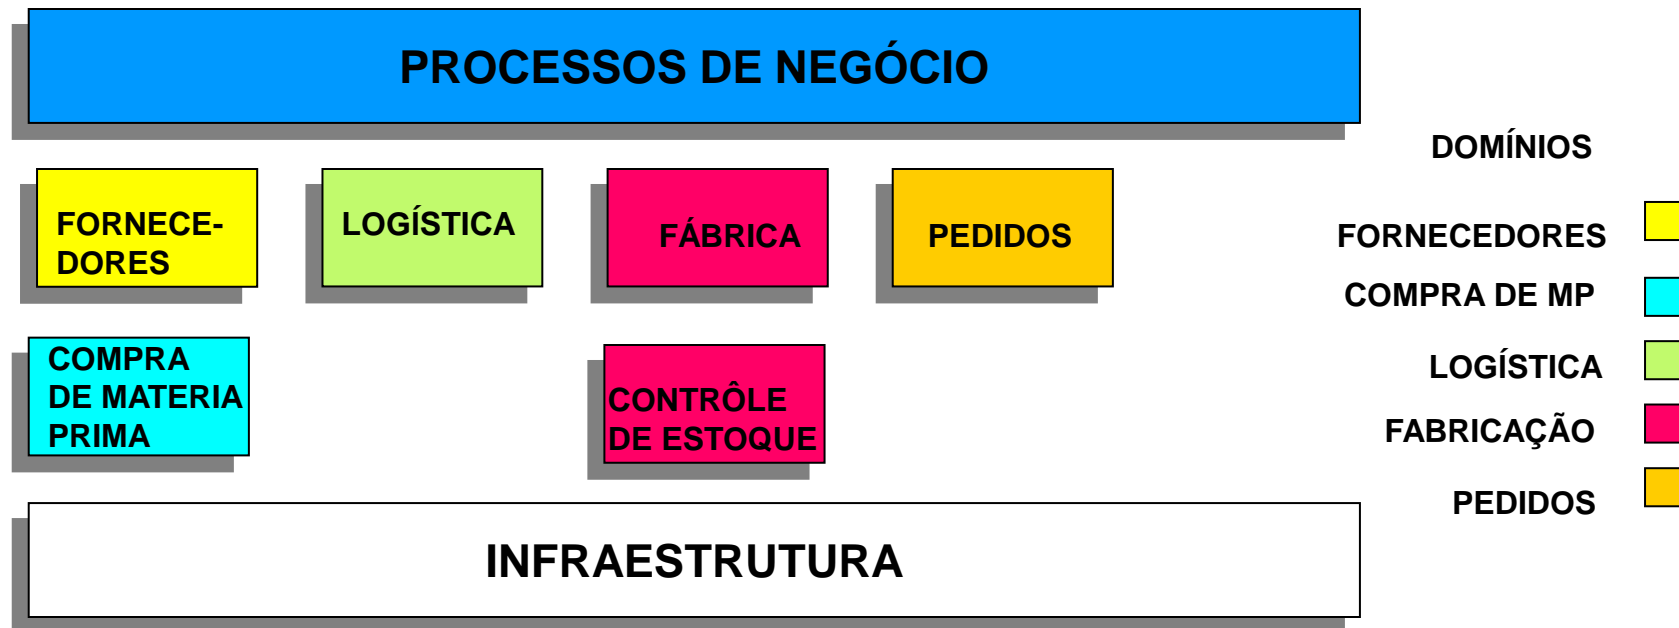 PROCESSOS DE NEGÓCIO
FORNECE-
DORES
LOGÍSTICA
FÁBRICA
PEDIDOS
COMPRA
DE MATERIA
PRIMA
CONTRÔLE
DE ESTOQUE
INFRAESTRUTURA
DOMÍNIOS
FORNECEDORES
COMPRA DE MP
LOGÍSTICA
FABRICAÇÃO
PEDIDOS